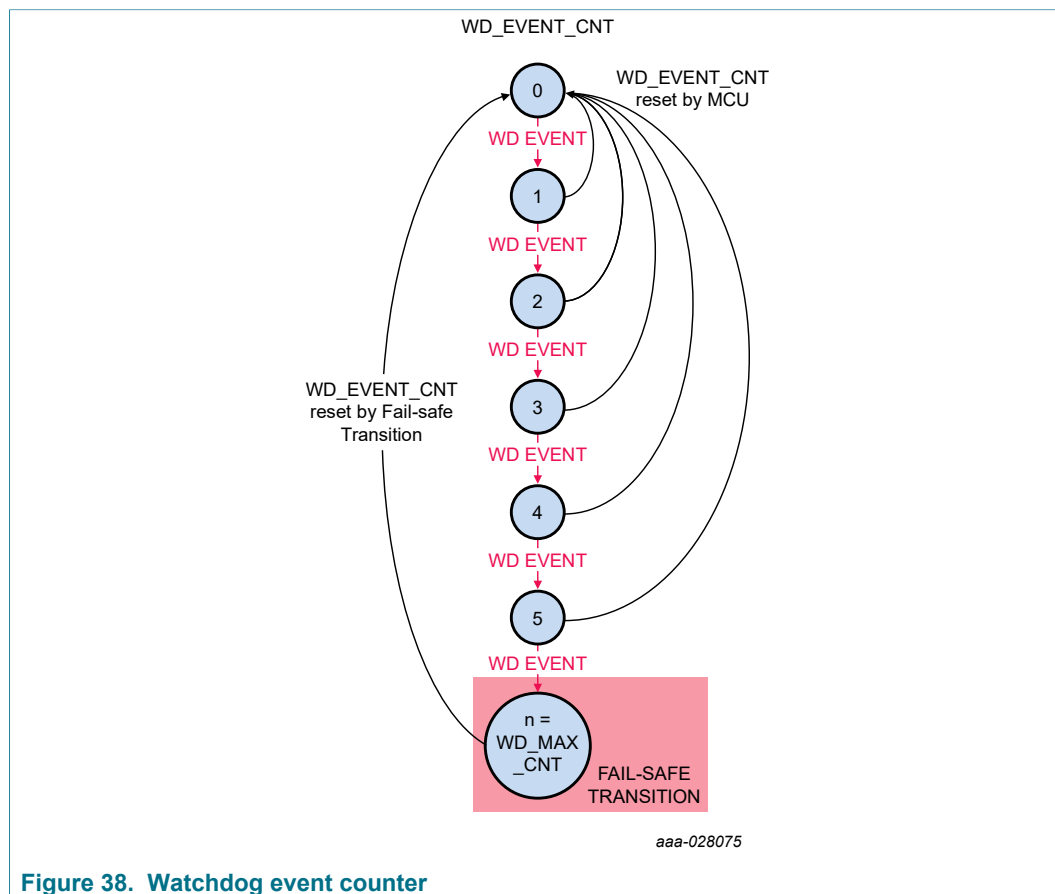 WD_EVENT_CNT
WD_EVENT_CNT
reset by MCU
0
WD EVENT
1
WD EVENT
2
WD EVENT
3
WD_EVENT_CNT
reset by Fail-safe
Transition
WD EVENT
4
WD EVENT
5
WD EVENT
n =
WD_MAX
_CNT
FAIL-SAFE
TRANSITION
aaa-028075
Figure 38. Watchdog event counter